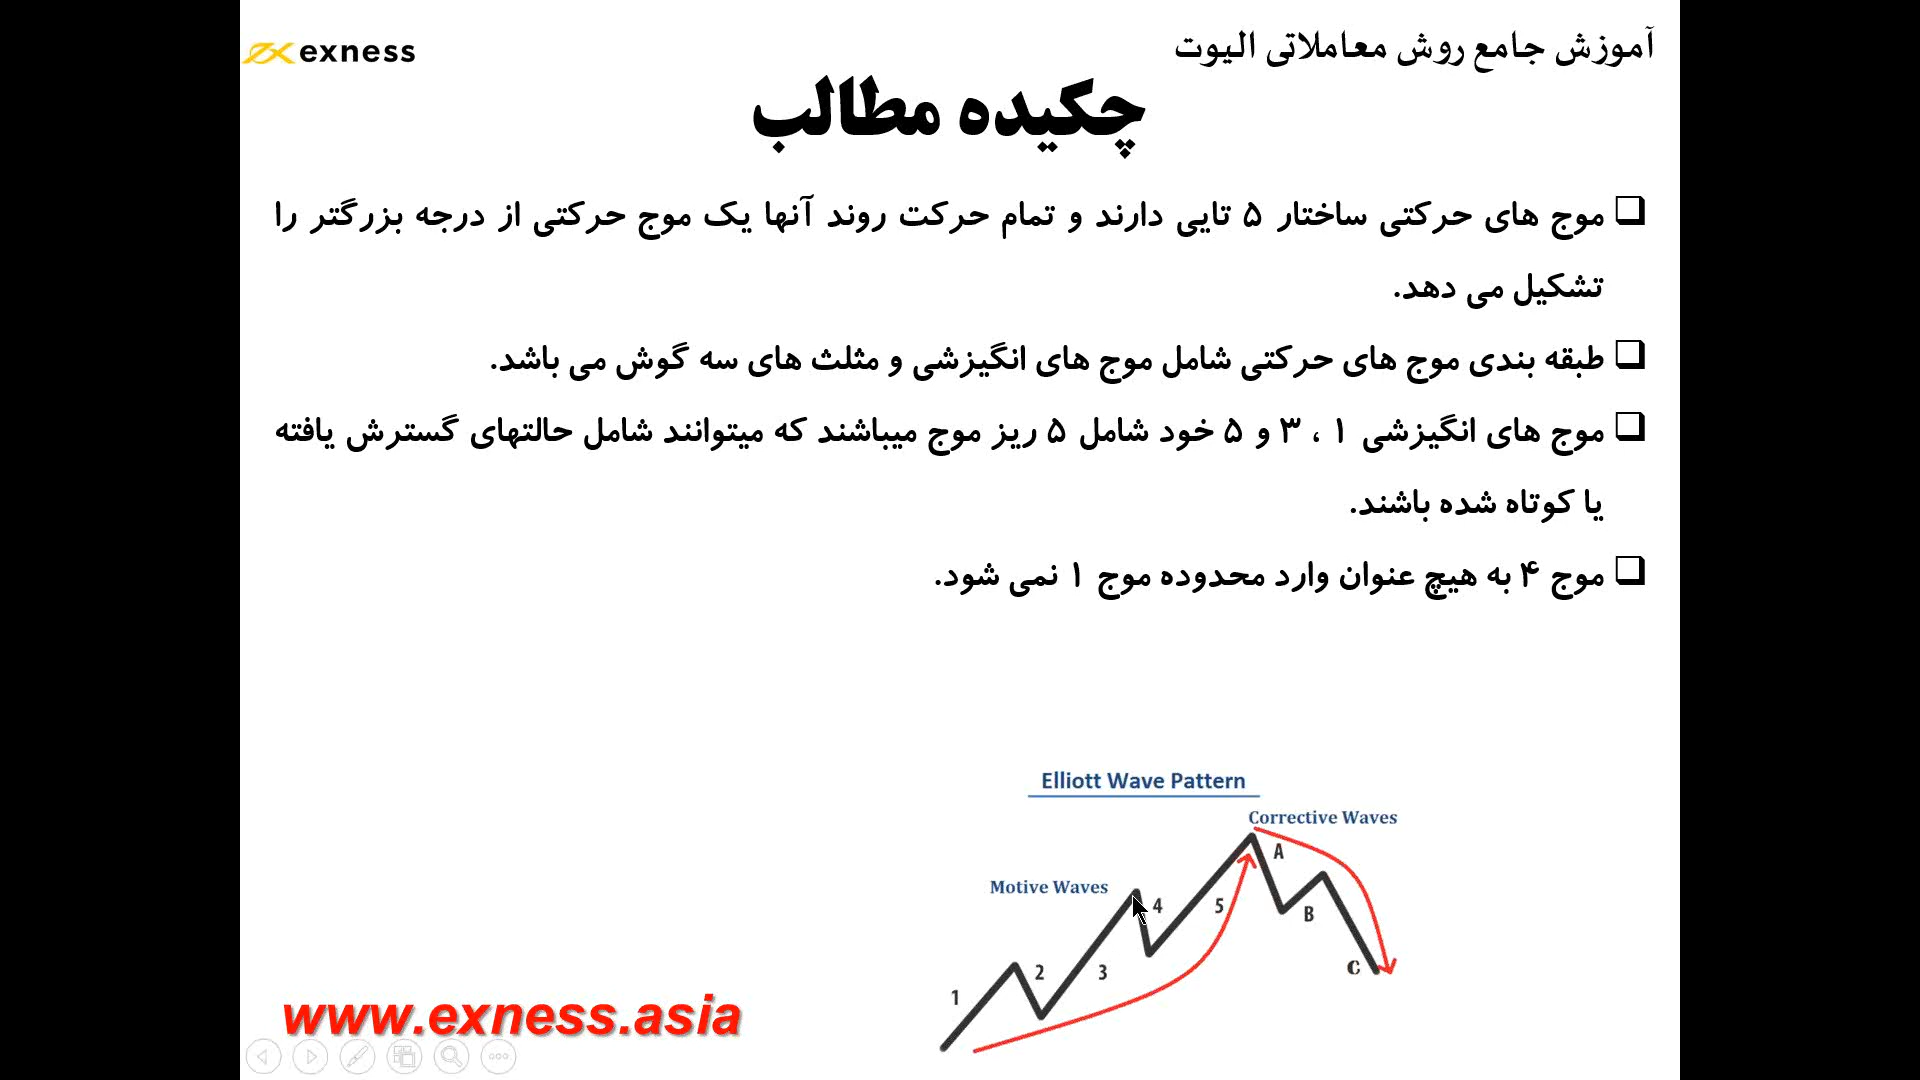 exness
آموزش جامع روش معاملاتی الیوت
چکیده مطالب
موج های حرکتی ساختار ۵ تایی دارند و تمام حرکت روند آنها یک موج حرکتی از درجه بزرگتر را
تشکیل می دهد.
طبقه بندی موج های حرکتی شامل موج های انگیزشی و مثلث های سه گوش می باشد.
موج های انگیزشی ۱ ، ۳ و ۵ خود شامل ۵ ریز موج میباشند که میتوانند شامل حالتهای گسترش یافته
یا کوتاه شده باشند.
موج ۴ به هیچ عنوان وارد محدوده موج ۱ نمی شود.
Elliott Wave Pattern
Corrective Waves
A
Motive Waves
4
5
B
C
2
3
1
www.exness.asia